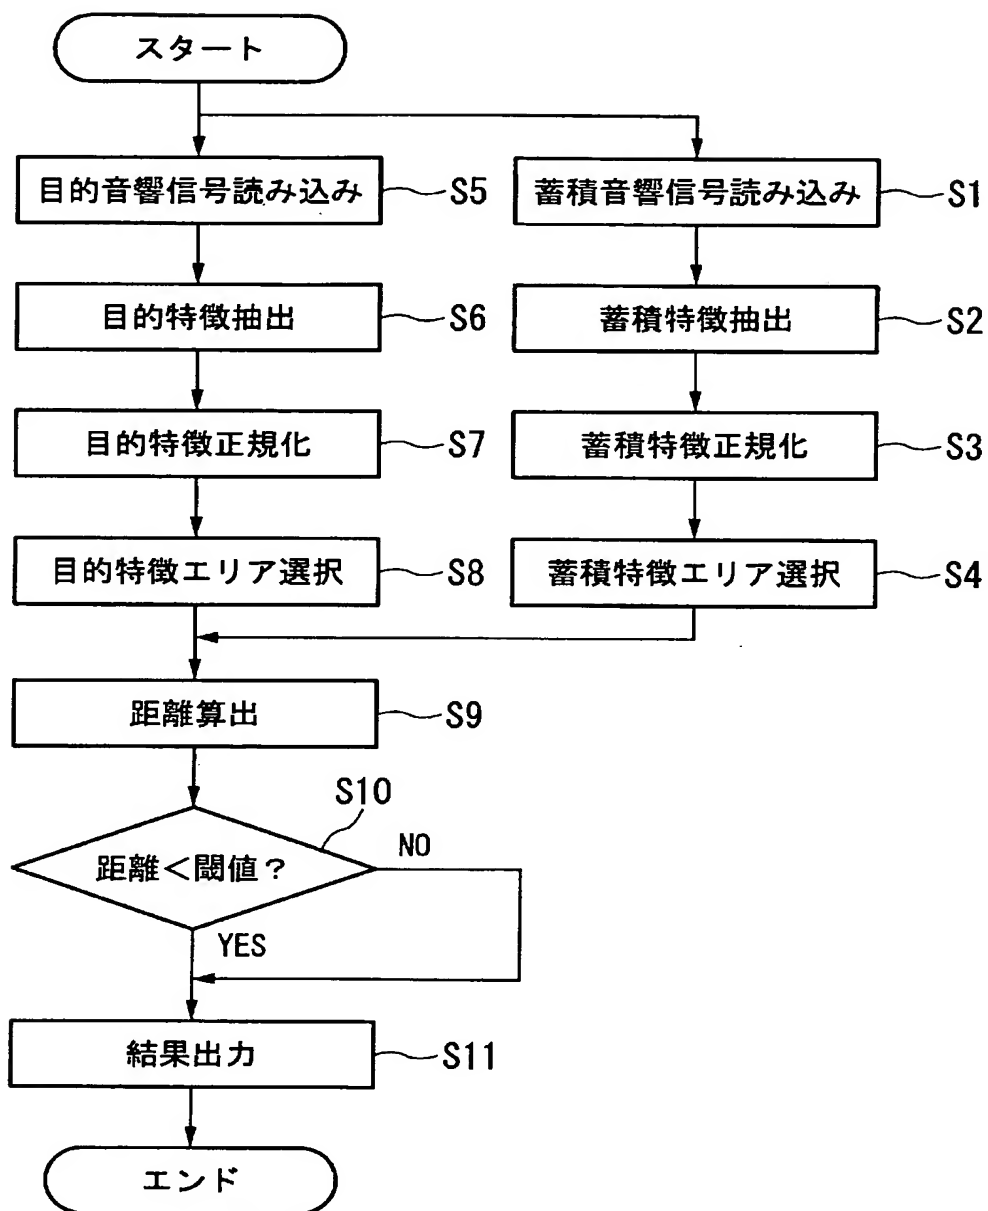 スタート
目的音響信号読み込み
S5
蓄積音響信号読み込み
S1
目的特徴抽出
S6
蓄積特徴抽出
S2
目的特徴正規化
S7
蓄積特徴正規化
S3
目的特徴エリア選択
S8
蓄積特徴エリア選択
S4
距離算出
S9
S10
距離<閾値?
NO
YES
結果出力
S11
エンド